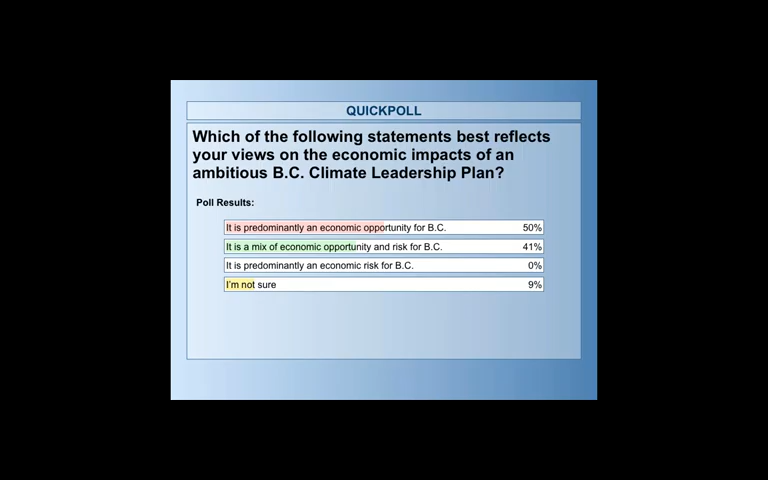 QUICKPOLL
Which of the following statements best reflects
your views on the economic impacts of an
ambitious B.C. Climate Leadership Plan?
Poll Results:
It is predominantly an economic opportunity for B.C. 50%
It is a mix of economic opportunity and risk for B.C. 41%
It is predominantly an economic risk for B.C. 0%
I'm not sure 9%